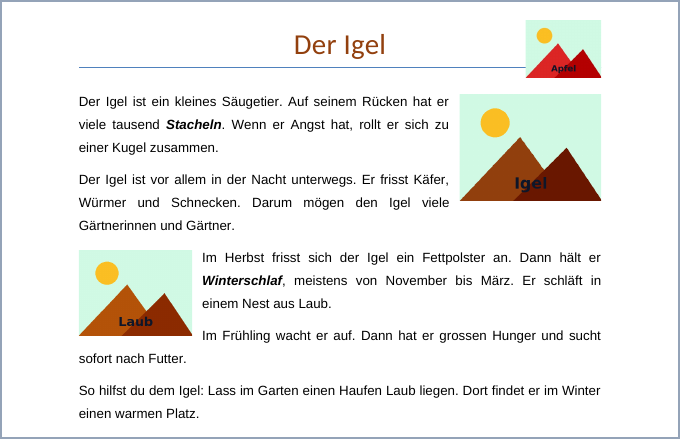 Der Igel
Apfel
Der Igel ist ein kleines Säugetier. Auf seinem Rücken hat er
viele tausend Stacheln. Wenn er Angst hat, rollt er sich zu
einer Kugel zusammen.
Igel
Der Igel ist vor allem in der Nacht unterwegs. Er frisst Käfer,
Würmer und Schnecken. Darum mögen den Igel viele
Gärtnerinnen und Gärtner.
Im Herbst frisst sich der Igel ein Fettpolster an. Dann hält er
Winterschlaf, meistens von November bis März. Er schläft in
einem Nest aus Laub.
Laub
Im Frühling wacht er auf. Dann hat er grossen Hunger und sucht
sofort nach Futter.
So hilfst du dem Igel: Lass im Garten einen Haufen Laub liegen. Dort findet er im Winter
einen warmen Platz.